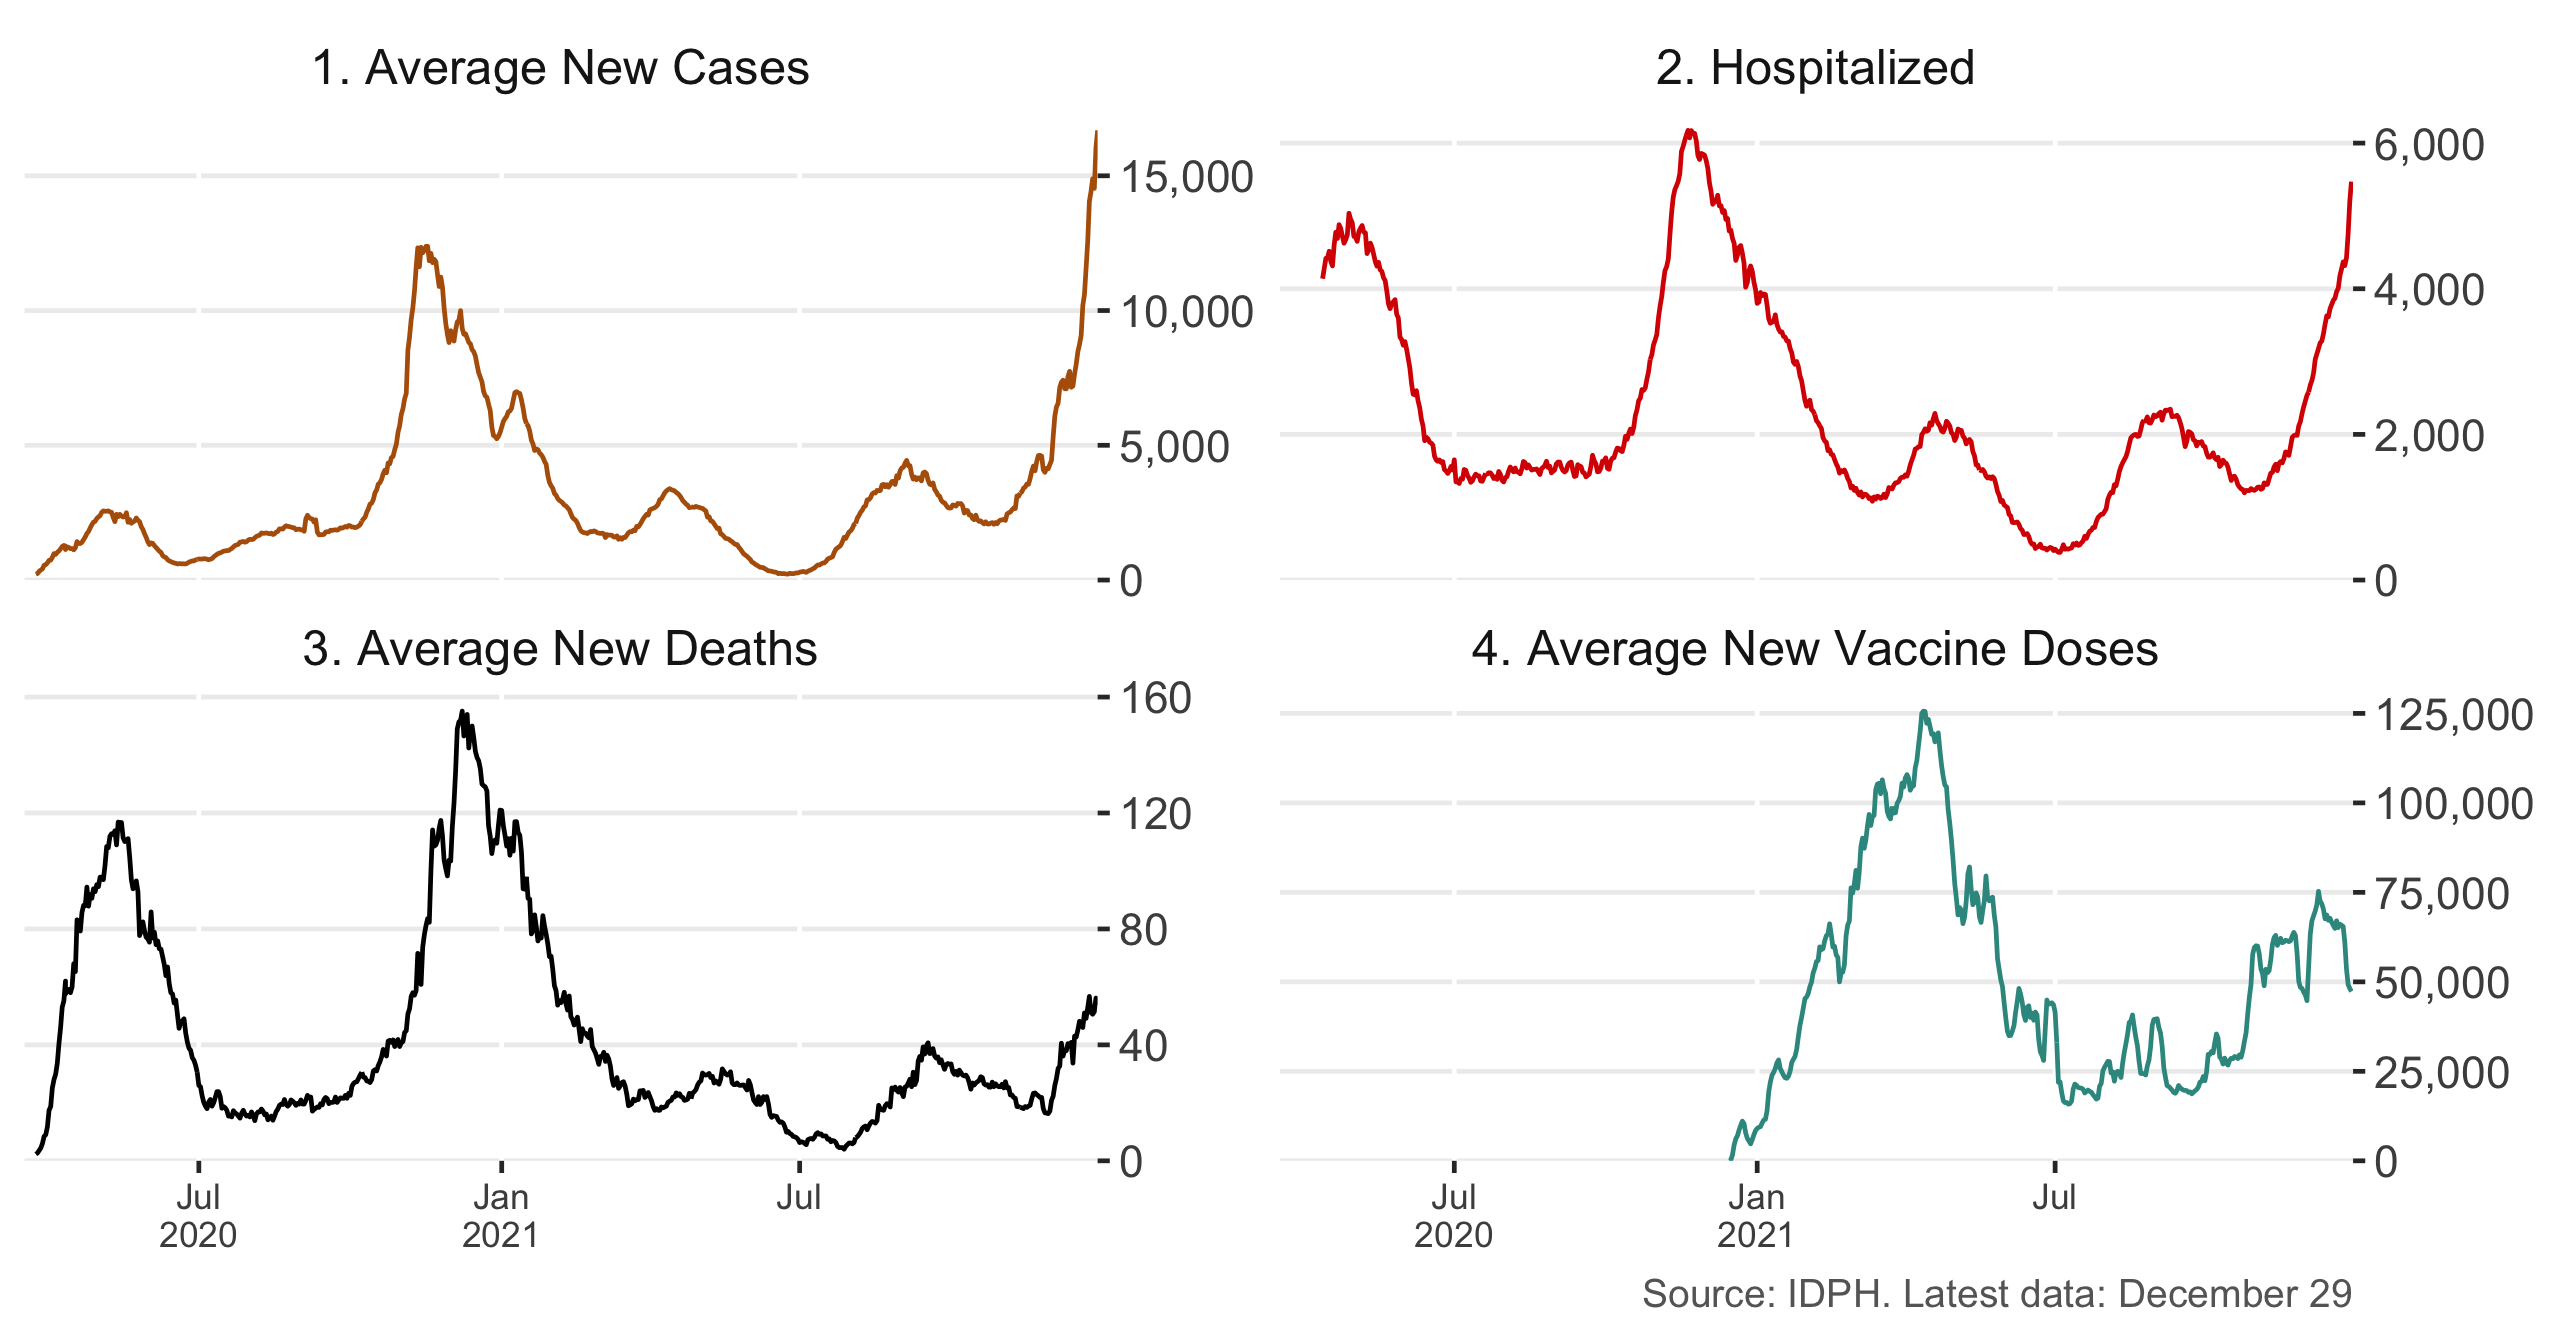 1. Average New Cases
15,000
10,000
5,000
0
2. Hospitalized
6,000
4,000
2,000
0
3. Average New Deaths
160
120
80
40
0
Jul
2020
Jan
2021
Jul
4. Average New Vaccine Doses
125,000
100,000
75,000
50,000
25,000
0
Jul
2020
Jan
2021
Jul
Source: IDPH. Latest data: December 29